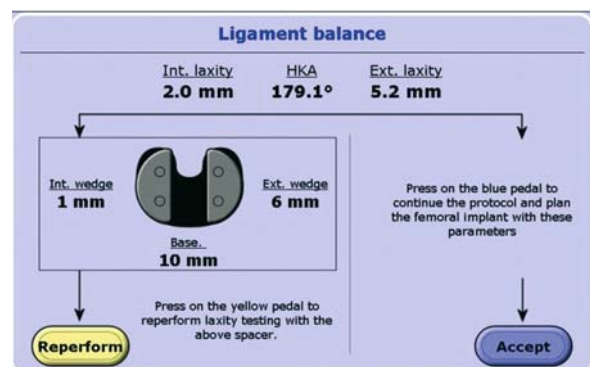 Ligament balance
Int. laxity HKA Ext. laxity
2.0 mm 179.1° 5.2 mm
Int. wedge
1 mm
Ext. wedge
6 mm
Base.
10 mm
Press on the yellow pedal to
reperform laxity testing with the
above spacer.
Reperform
Press on the blue pedal to
continue the protocol and plan
the femoral implant with these
parameters
Accept